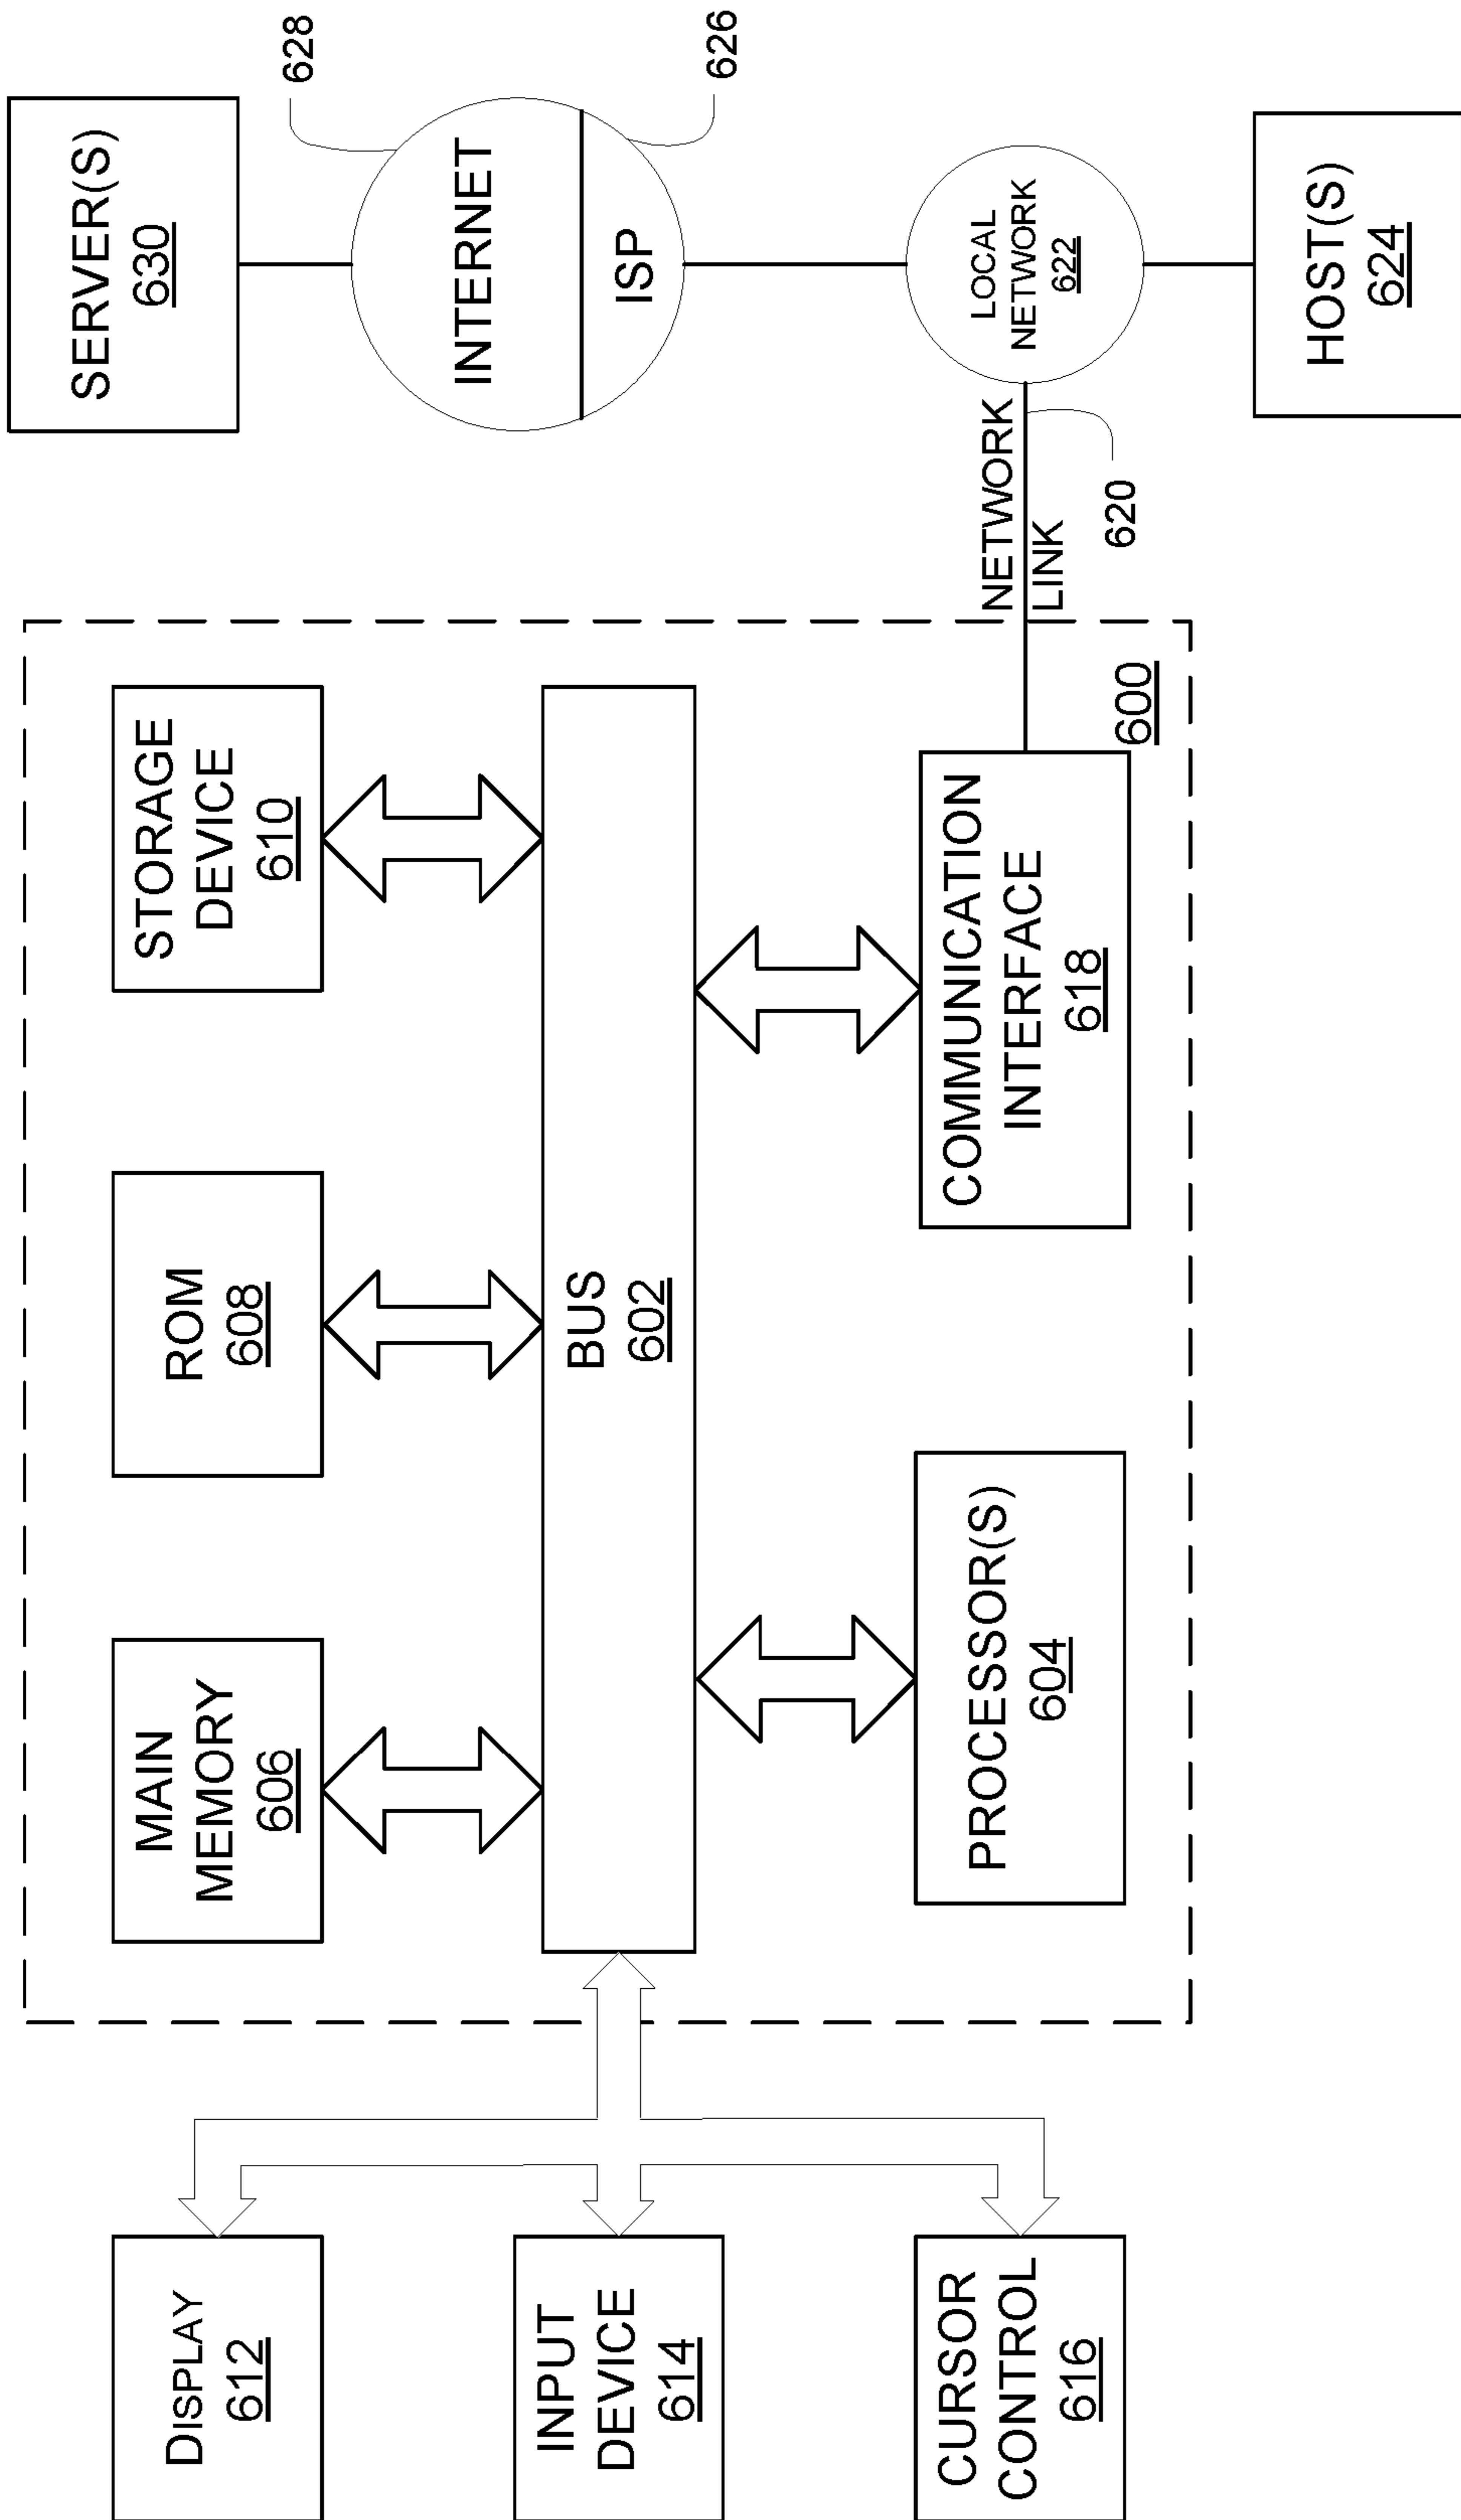 DISPLAY
612
INPUT
DEVICE
614
CURSOR
CONTROL
616
MAIN
MEMORY
606
ROM
608
STORAGE
DEVICE
610
BUS
602
PROCESSOR(S)
604
COMMUNICATION
INTERFACE
618
600
NETWORK
LINK
620
SERVER(S)
630
628
INTERNET
ISP
626
LOCAL
NETWORK
622
HOST(S)
624